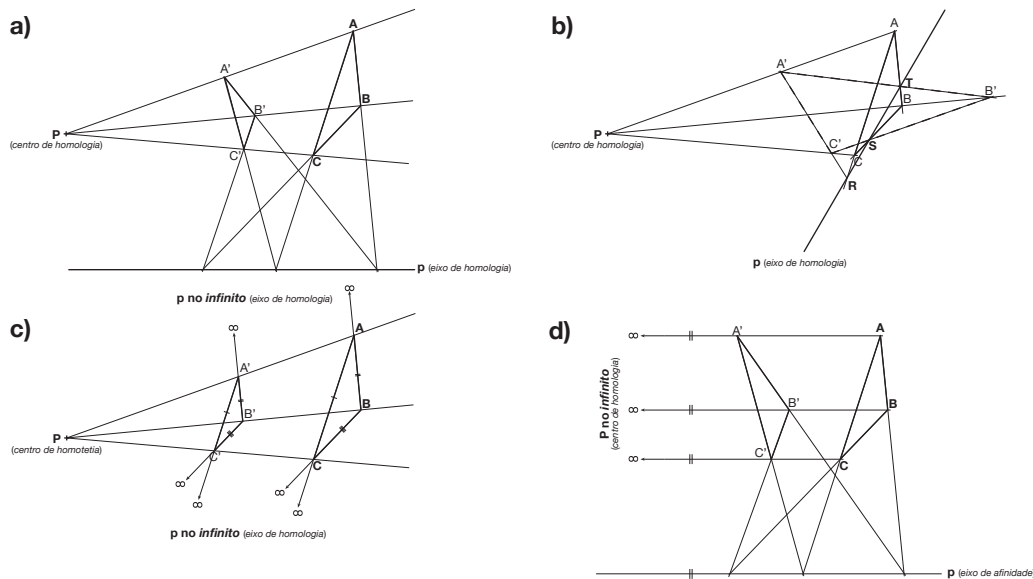 a)
A
A'
B
B'
P
(centro de homologia)
C'
C
p (eixo de homologia)
b)
A
A'
T
B'
B
P
(centro de homologia)
C'
C
S
R
p (eixo de homologia)
p no infinito (eixo de homologia)
c)
∞
∞
A
A'
B
B'
P
(centro de homotetia)
C'
C
∞
∞
∞
∞
p no infinito (eixo de homologia)
d)
P no infinito
(centro de homologia)
∞
A'
A
∞
B'
B
∞
C'
C
p (eixo de afinidade)